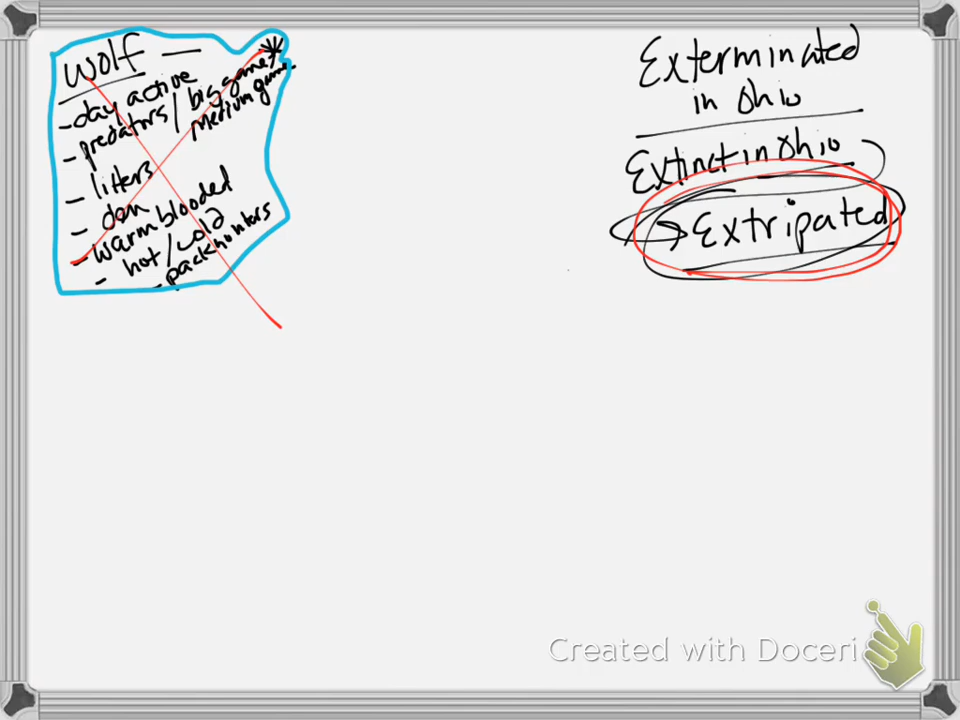 wolf —
- day active
- predators / big game
medium game
- litters
- den
- warm blooded
- hot / cold
- pack hunters
Exterminated
in Ohio
Extinct in Ohio
→ Extripated
Created with Doceri